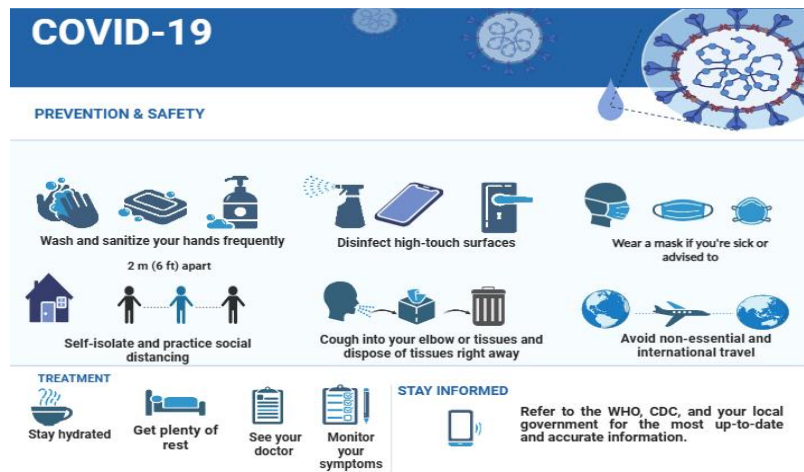 COVID-19
PREVENTION & SAFETY
Wash and sanitize your hands frequently
Disinfect high-touch surfaces
Wear a mask if you're sick or
advised to
2 m (6 ft) apart
Self-isolate and practice social
distancing
Cough into your elbow or tissues and
dispose of tissues right away
Avoid non-essential and
international travel
TREATMENT
Stay hydrated
Get plenty of
rest
See your
doctor
Monitor
your
symptoms
STAY INFORMED
Refer to the WHO, CDC, and your local
government for the most up-to-date
and accurate information.